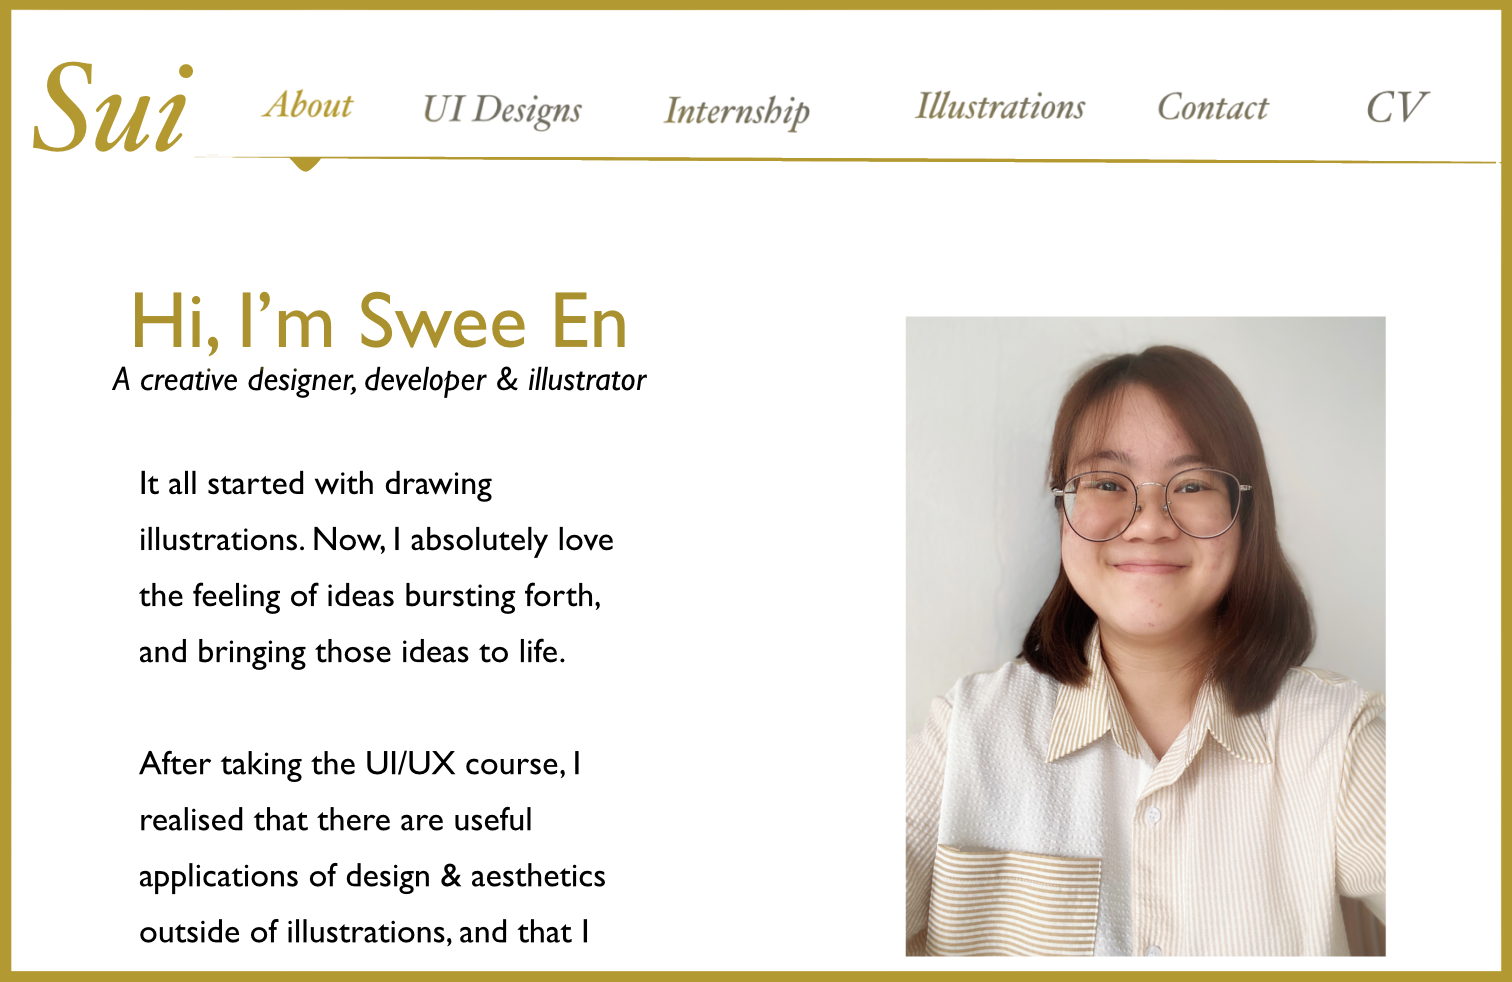 Sui
About UI Designs Internship Illustrations Contact CV
Hi, I’m Swee En
A creative designer, developer & illustrator
It all started with drawing
illustrations. Now, I absolutely love
the feeling of ideas bursting forth,
and bringing those ideas to life.
After taking the UI/UX course, I
realised that there are useful
applications of design & aesthetics
outside of illustrations, and that I